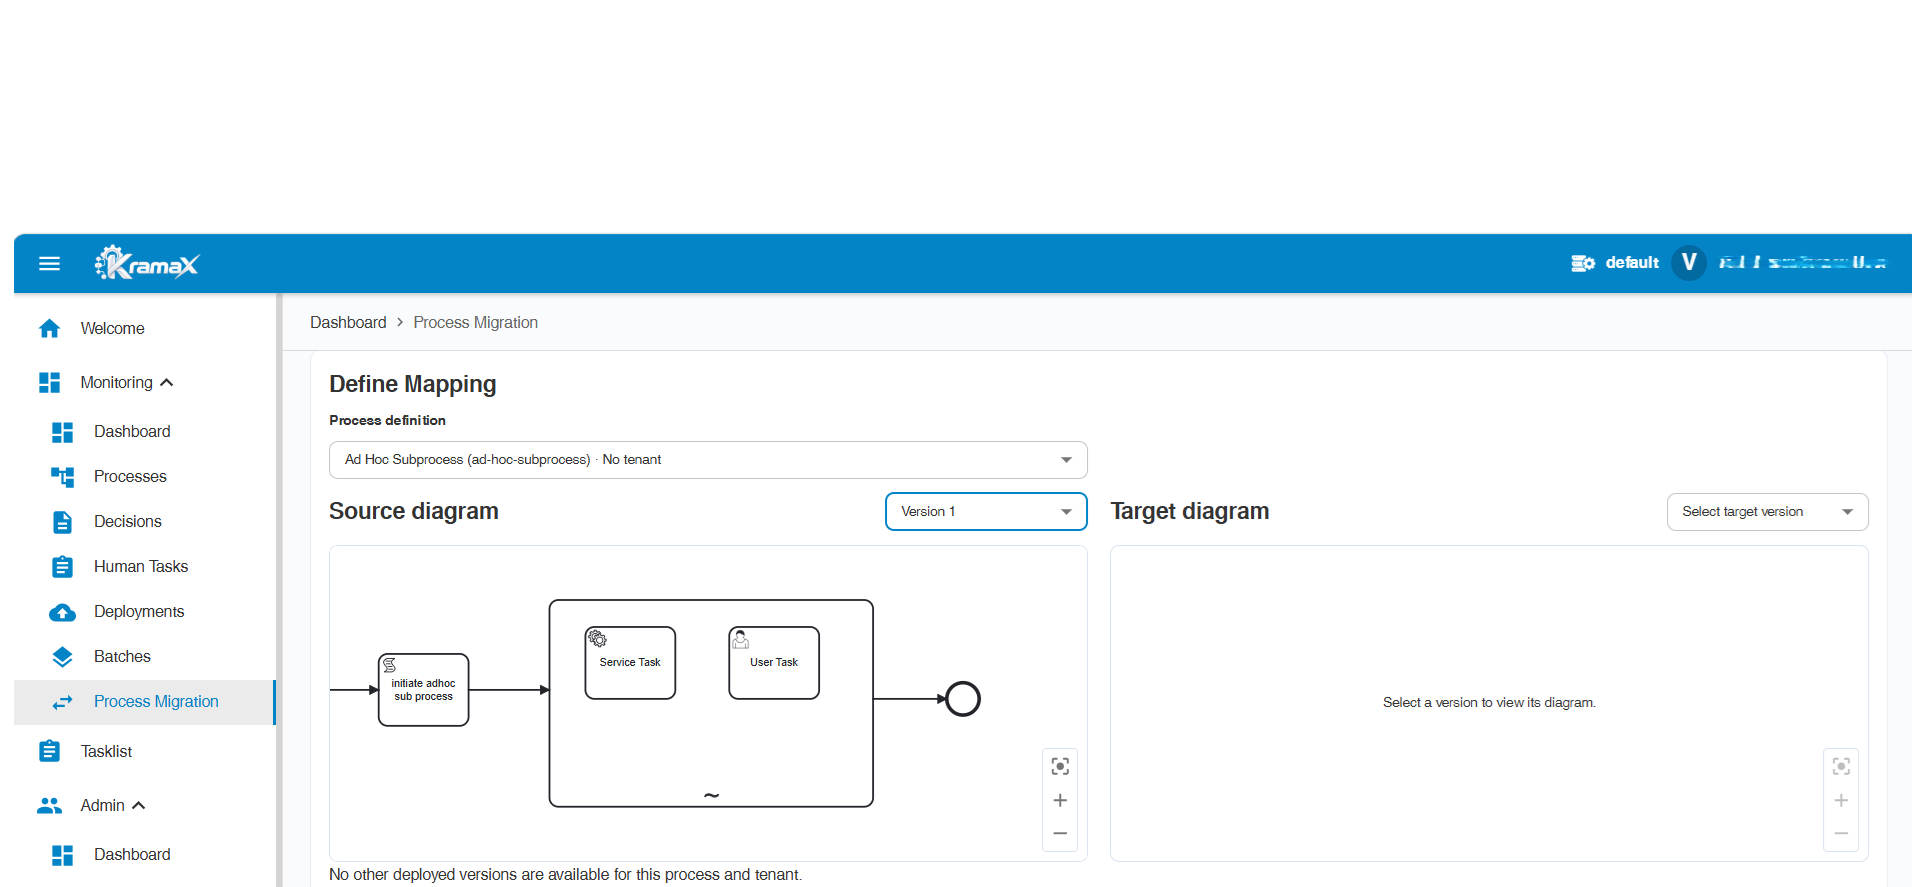 KramaX
default
V
Welcome
Dashboard > Process Migration
Monitoring
Dashboard
Processes
Decisions
Human Tasks
Deployments
Batches
Process Migration
Tasklist
Admin
Dashboard
Define Mapping
Process definition
Ad Hoc Subprocess (ad-hoc-subprocess) · No tenant
Source diagram
Version 1
Target diagram
Select target version
initiate adhoc
sub process
Service Task
User Task
Select a version to view its diagram.
No other deployed versions are available for this process and tenant.